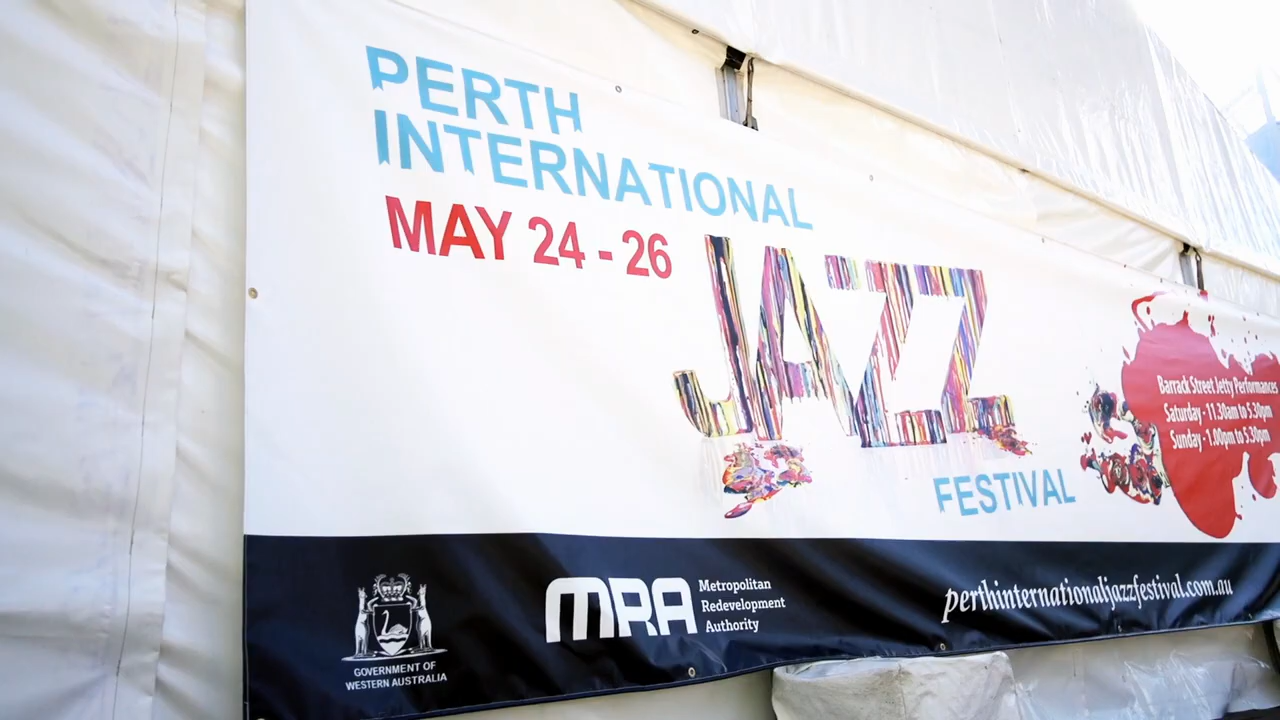 PERTH
INTERNATIONAL
MAY 24 - 26
JAZZ
FESTIVAL
Barrack Street Jetty Performances
Saturday - 11.30am to 5.30pm
Sunday - 1.00pm to 5.30pm
GOVERNMENT OF
WESTERN AUSTRALIA
MRA
Metropolitan
Redevelopment
Authority
perthinternationaljazzfestival.com.au